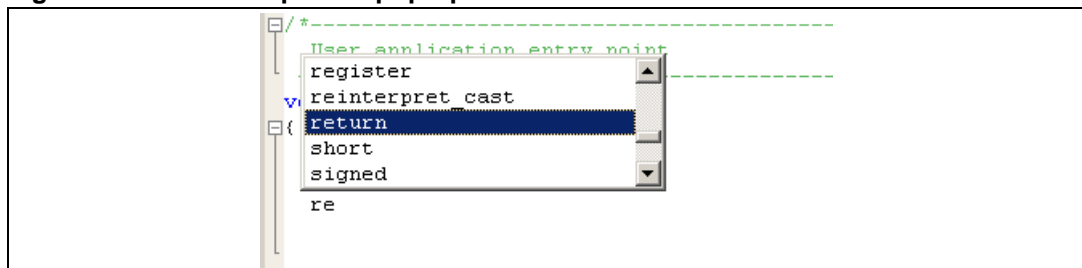 /*----------------------------------------
User application entry point
register
reinterpret_cast
return
{
short
signed
re